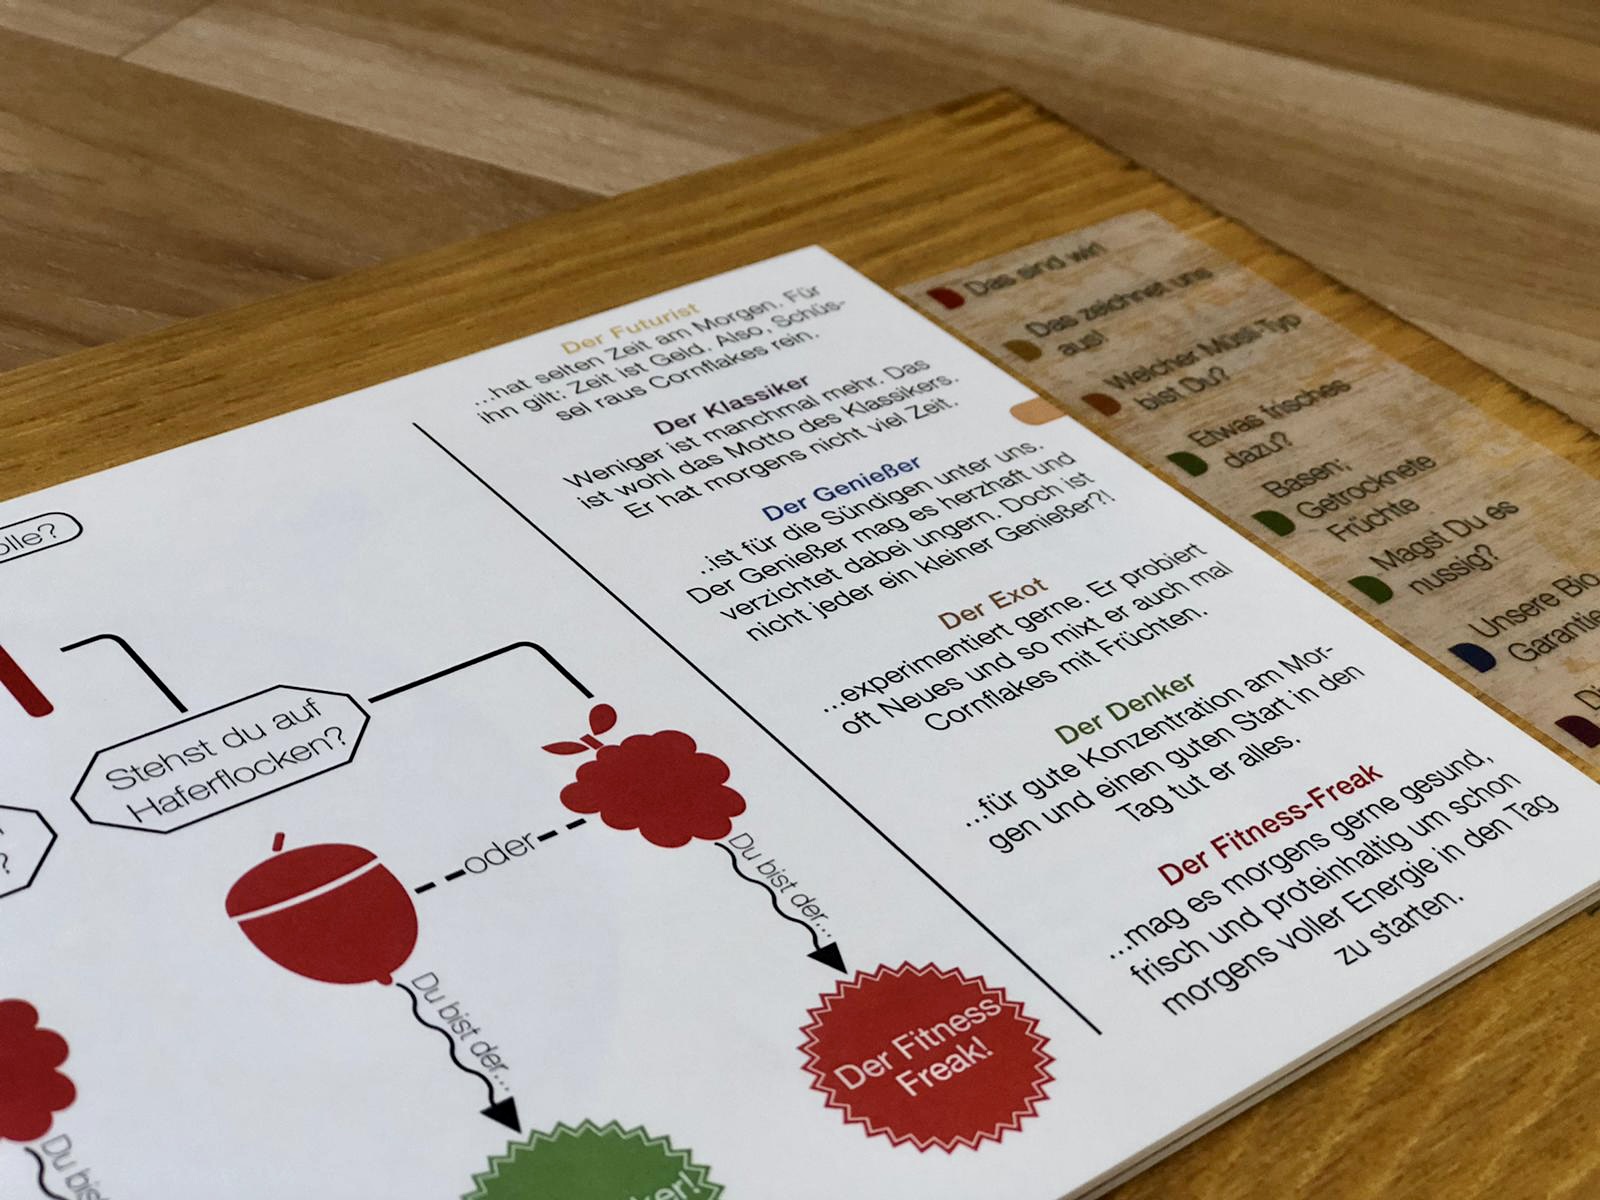 Der Futurist
...hat selten Zeit am Morgen. Für
ihn gilt: Zeit ist Geld. Also, Schüs-
sel raus Cornflakes rein.
Der Klassiker
Weniger ist manchmal mehr. Das
ist wohl das Motto des Klassikers.
Er hat morgens nicht viel Zeit.
Der Genießer
...ist für die Sündigen unter uns.
Der Genießer mag es herzhaft und
verzichtet dabei ungern. Doch ist
nicht jeder ein kleiner Genießer?!
Der Exot
...experimentiert gerne. Er probiert
oft Neues und so mixt er auch mal
Cornflakes mit Früchten.
Der Denker
...für gute Konzentration am Mor-
gen und einen guten Start in den
Tag tut er alles.
Der Fitness-Freak
...mag es morgens gerne gesund,
frisch und proteinhaltig um schon
morgens voller Energie in den Tag
zu starten.
Stehst du auf
Haferflocken?
oder
Du bist der...
Du bist der...
Der Fitness
Freak!
Du bist
Das sind wir!
Das zeichnet uns
aus!
Welcher Müsli-Typ
bist Du?
Etwas frisches
dazu?
Basen;
Getrocknete
Früchte
Magst Du es
nussig?
Unsere Bio
Garantie